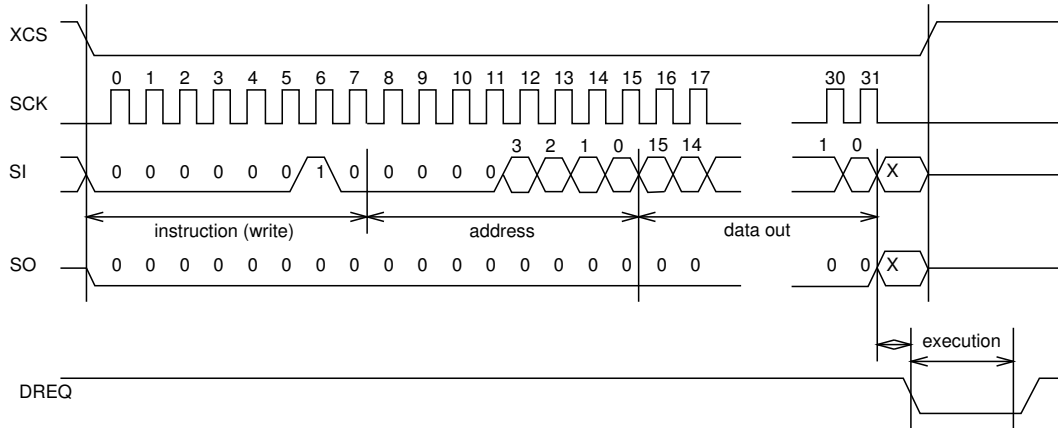 XCS
0 1 2 3 4 5 6 7 8 9 10 11 12 13 14 15 16 17 30 31
SCK
3 2 1 0 15 14 1 0
SI 0 0 0 0 0 0 1 0 0 0 0 0 X
instruction (write) address data out
SO 0 0 0 0 0 0 0 0 0 0 0 0 0 0 0 0 0 0 0 0 X
execution
DREQ